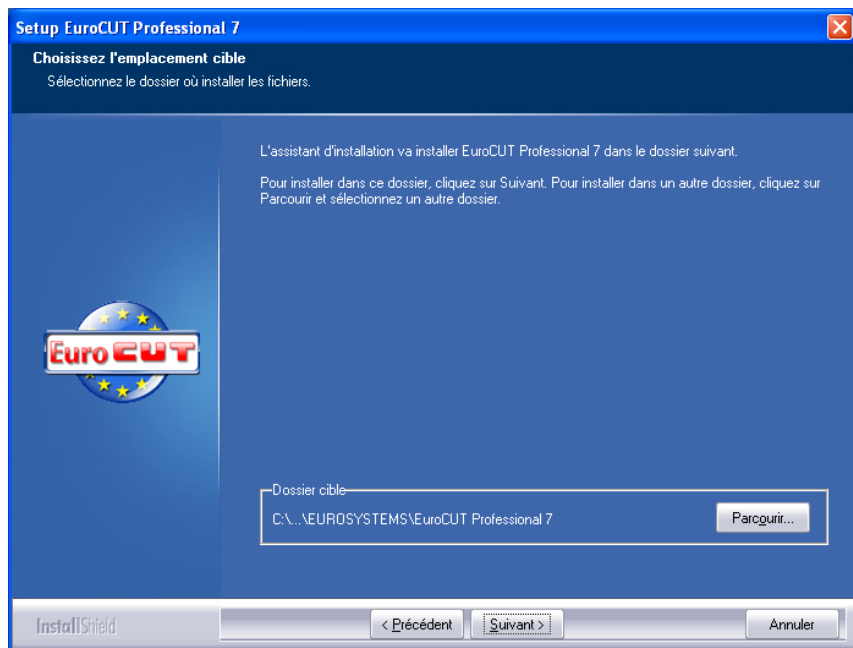 Setup EuroCUT Professional 7
Choisissez l'emplacement cible
Sélectionnez le dossier où installer les fichiers.
L'assistant d'installation va installer EuroCUT Professional 7 dans le dossier suivant.
Pour installer dans ce dossier, cliquez sur Suivant. Pour installer dans un autre dossier, cliquez sur
Parcourir et sélectionnez un autre dossier.
Euro CUT
Dossier cible
C:\...\EUROSYSTEMS\EuroCUT Professional 7
Parcourir...
InstallShield
< Précédent
Suivant >
Annuler